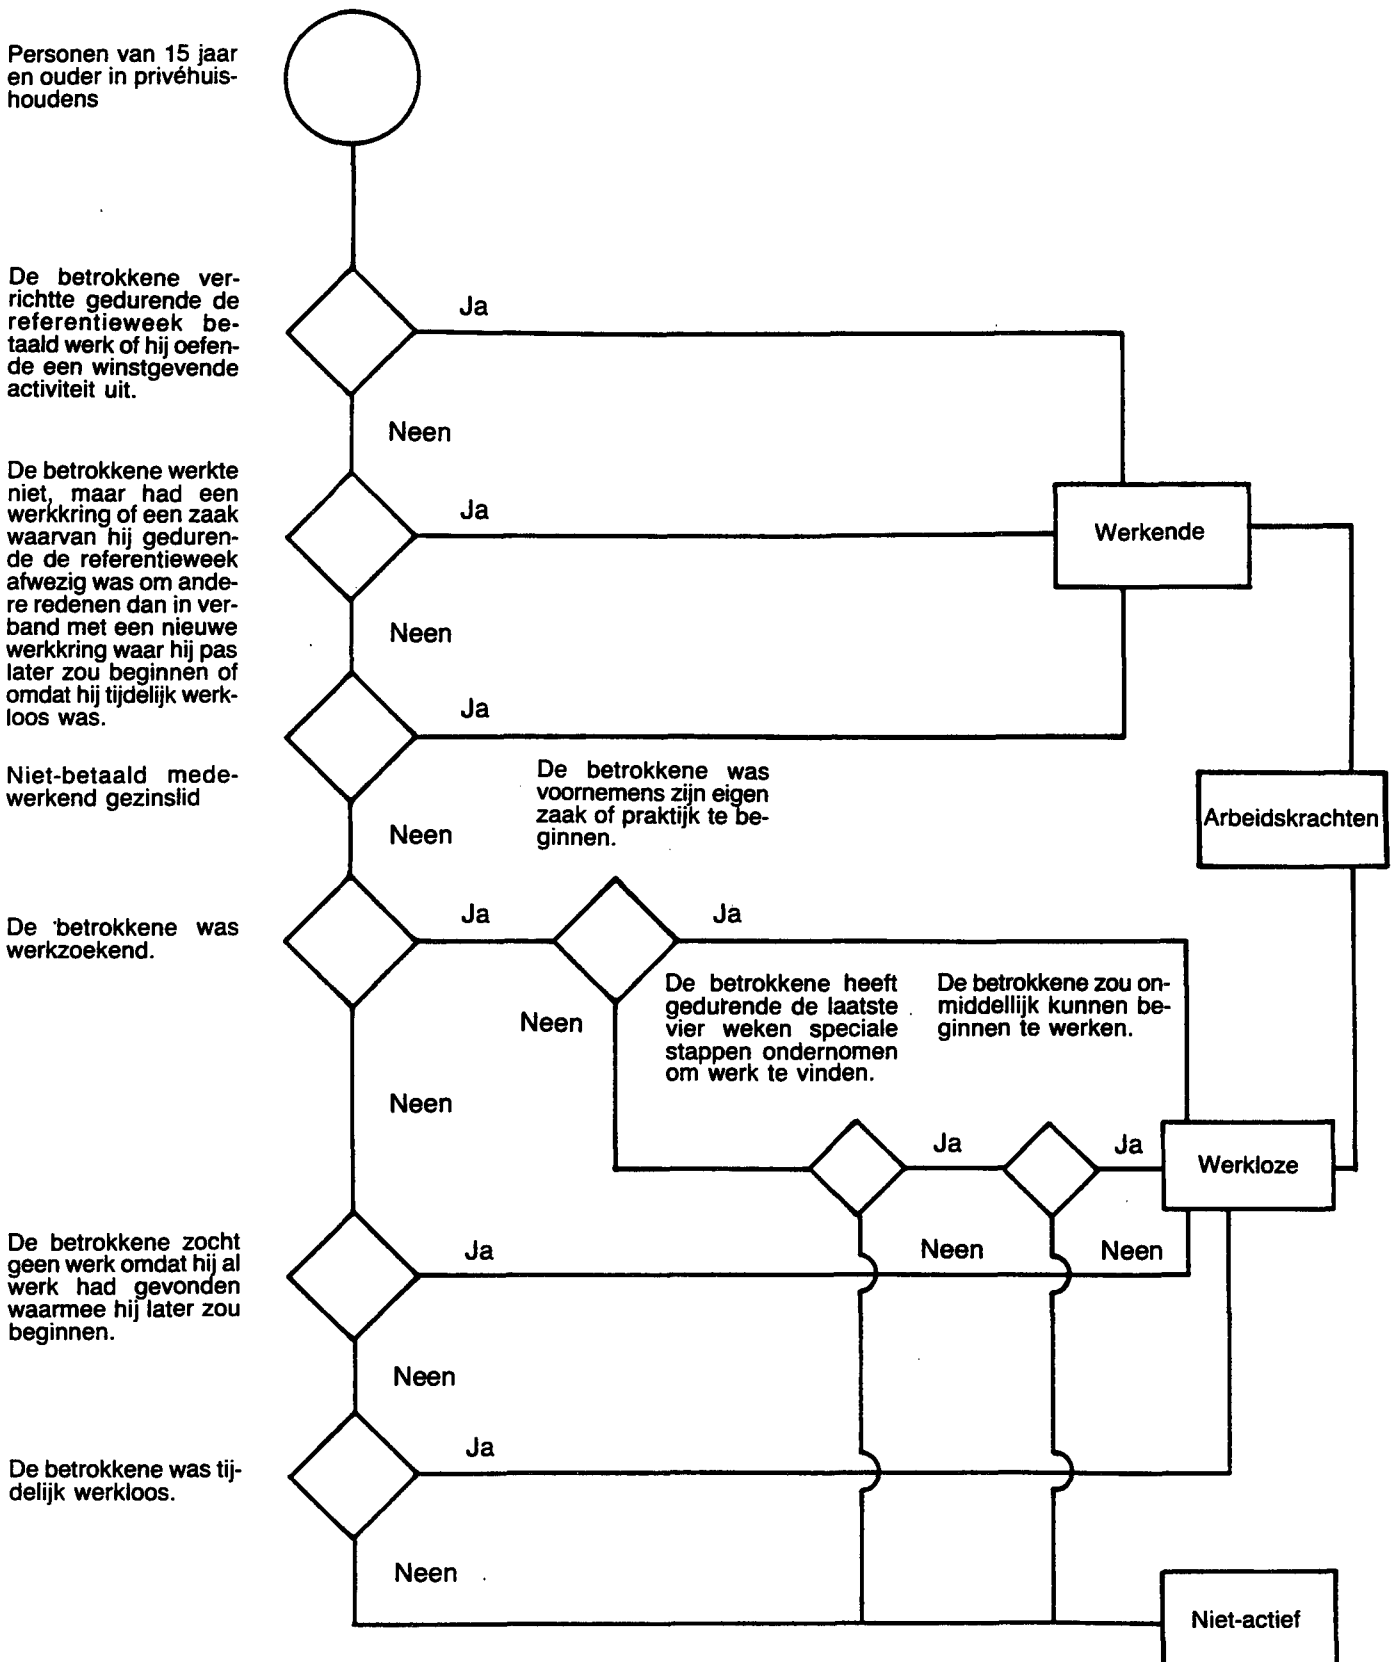 Personen van 15 jaar
en ouder in privéhuis-
houdens
De betrokkene ver-
richtte gedurende de
referentieweek be-
taald werk of hij oefen-
de een winstgevende
activiteit uit.
Ja
Neen
De betrokkene werkte
niet, maar had een
werkkring of een zaak
waarvan hij geduren-
de de referentieweek
afwezig was om ande-
re redenen dan in ver-
band met een nieuwe
werkkring waar hij pas
later zou beginnen of
omdat hij tijdelijk werk-
loos was.
Ja
Werkende
Neen
Ja
Niet-betaald mede-
werkend gezinslid
De betrokkene was
voornemens zijn eigen
zaak of praktijk te be-
ginnen.
Arbeidskrachten
Neen
De betrokkene was
werkzoekend.
Ja
Ja
De betrokkene heeft
gedurende de laatste
vier weken speciale
stappen ondernomen
om werk te vinden.
De betrokkene zou on-
middellijk kunnen be-
ginnen te werken.
Neen
Neen
Ja
Ja
Werkloze
De betrokkene zocht
geen werk omdat hij al
werk had gevonden
waarmee hij later zou
beginnen.
Ja
Neen
Neen
Neen
De betrokkene was tij-
delijk werkloos.
Ja
Neen
Niet-actief